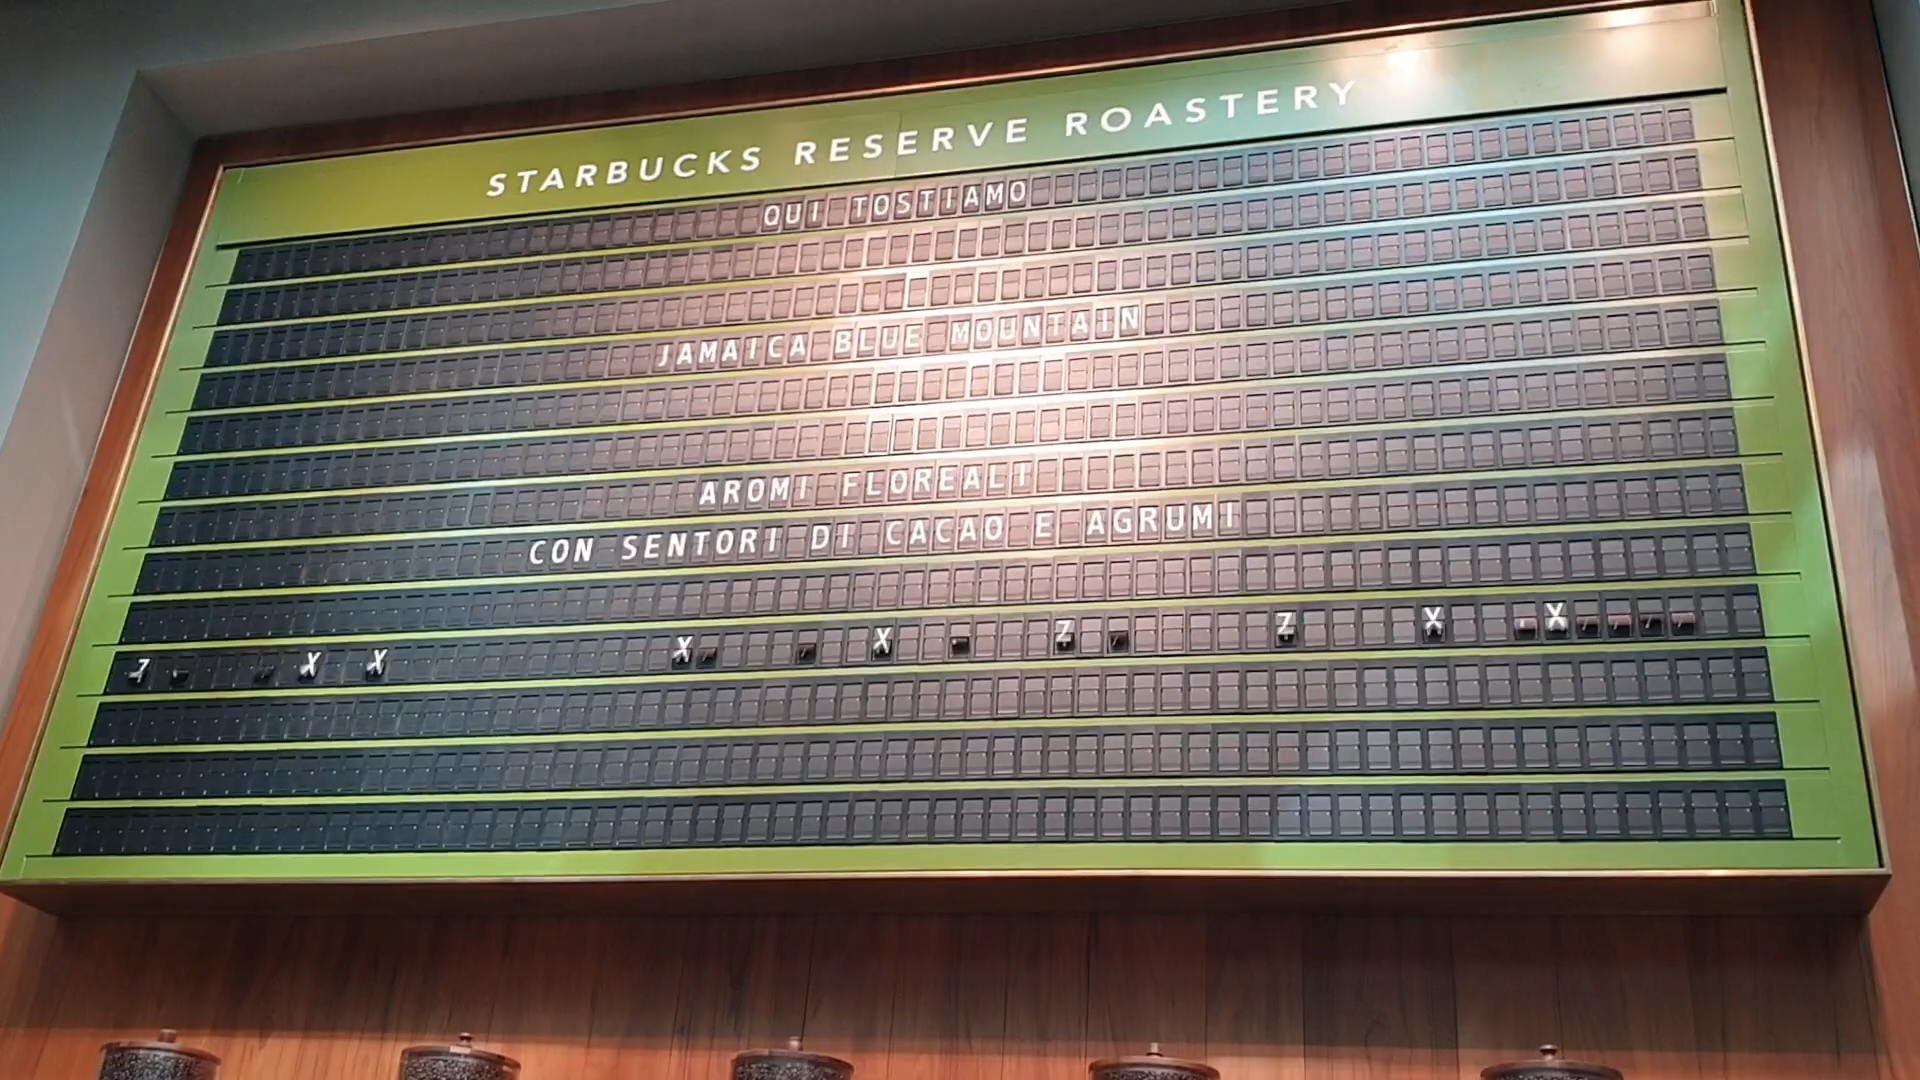 STARBUCKS RESERVE ROASTERY
QUI TOSTIAMO
JAMAICA BLUE MOUNTAIN
AROMI FLOREALI
CON SENTORI DI CACAO E AGRUMI
Z X X X X Z Z X X